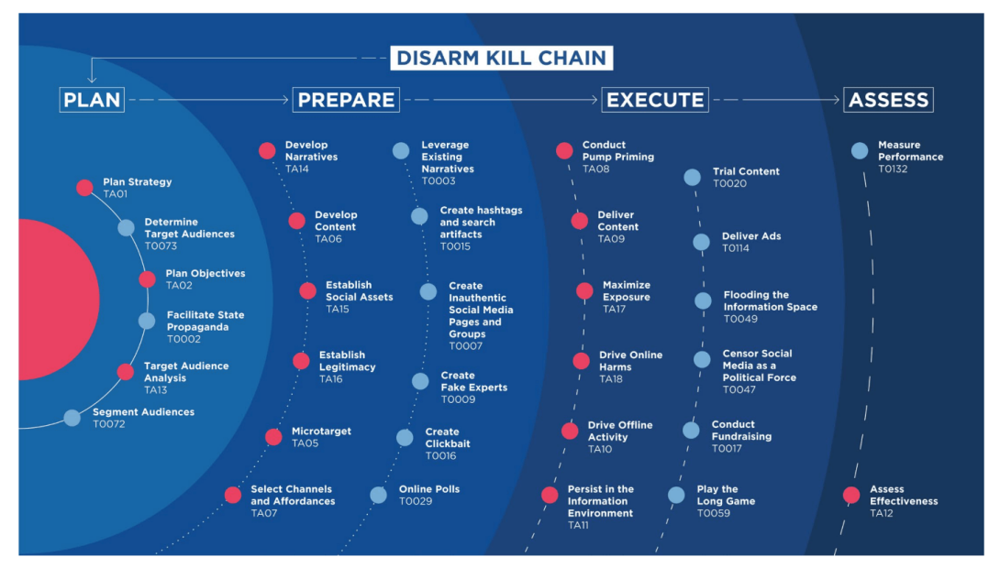 DISARM KILL CHAIN
PLAN
PREPARE
EXECUTE
ASSESS
Plan Strategy
TA01
Determine
Target Audiences
T0073
Plan Objectives
TA02
Facilitate State
Propaganda
T0002
Target Audience
Analysis
TA13
Segment Audiences
T0072
Develop
Narratives
TA14
Develop
Content
TA06
Establish
Social Assets
TA15
Establish
Legitimacy
TA16
Microtarget
TA05
Select Channels
and Affordances
TA07
Leverage
Existing
Narratives
T0003
Create hashtags
and search
artifacts
T0015
Create
Inauthentic
Social Media
Pages and
Groups
T0007
Create
Fake Experts
T0009
Create
Clickbait
T0016
Online Polls
T0029
Conduct
Pump Priming
TA08
Deliver
Content
TA09
Maximize
Exposure
TA17
Drive Online
Harms
TA18
Drive Offline
Activity
TA10
Persist in the
Information
Environment
TA11
Trial Content
T0020
Deliver Ads
T0114
Flooding the
Information Space
T0049
Censor Social
Media as a
Political Force
T0047
Conduct
Fundraising
T0017
Play the
Long Game
T0059
Measure
Performance
T0132
Assess
Effectiveness
TA12